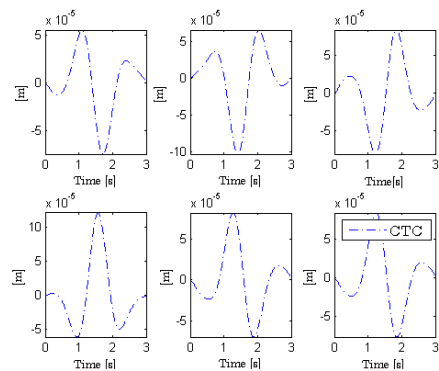 x 10⁻⁵ x 10⁻⁵ x 10⁻⁵
5 5 5
0 0 0
-5 -5 -5
-10
[m] [m] [m]
0 1 2 3 0 1 2 3 0 1 2 3
Time [s] Time [s] Time [s]
x 10⁻⁵ x 10⁻⁵ x 10⁻⁵
10 5 5
5 0 0
0 -5 -5
-5
[m] [m] [m]
CTC
0 1 2 3 0 1 2 3 0 1 2 3
Time [s] Time [s] Time [s]